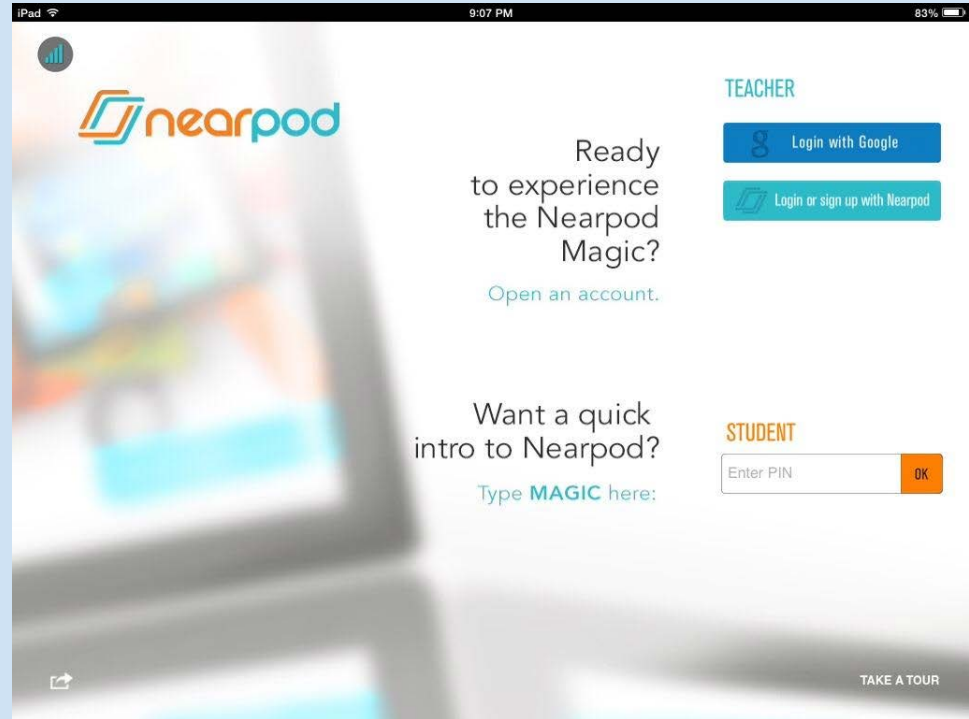 iPad 9:07 PM 83%
nearpod
TEACHER
Login with Google
Login or sign up with Nearpod
Ready
to experience
the Nearpod
Magic?
Open an account.
Want a quick
intro to Nearpod?
Type MAGIC here:
STUDENT
Enter PIN OK
TAKE A TOUR